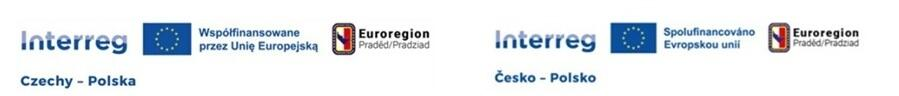 Interreg
Współfinansowane
przez Unię Europejską
Euroregion
Praděd/Pradziad
Czechy – Polska
Interreg
Spolufinancováno
Evropskou unií
Euroregion
Praděd/Pradziad
Česko – Polsko